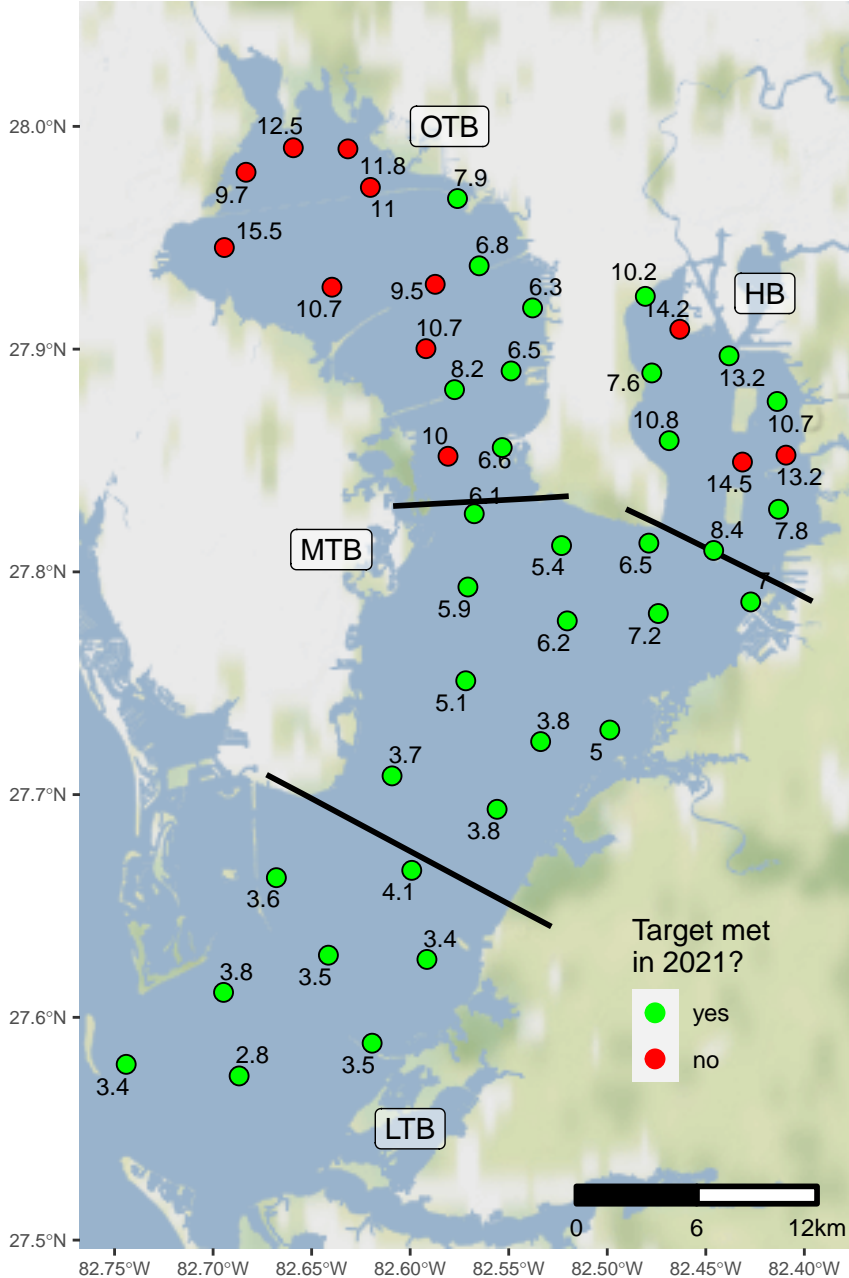 28.0°N
12.5
OTB
11.8
9.7
7.9
11
15.5
6.8
10.2
HB
6.3
10.7
9.5
14.2
10.7
27.9°N
6.5
8.2
7.6
13.2
10.8
10.7
10
6.6
14.5
13.2
6.1
8.4
7.8
MTB
5.4
6.5
27.8°N
7
5.9
6.2
7.2
5.1
3.8
5
3.7
27.7°N
3.8
3.6
4.1
3.4
Target met
in 2021?
3.8
3.5
yes
27.6°N
2.8
3.5
no
3.4
LTB
0
6
12km
27.5°N
82.75°W
82.70°W
82.65°W
82.60°W
82.55°W
82.50°W
82.45°W
82.40°W